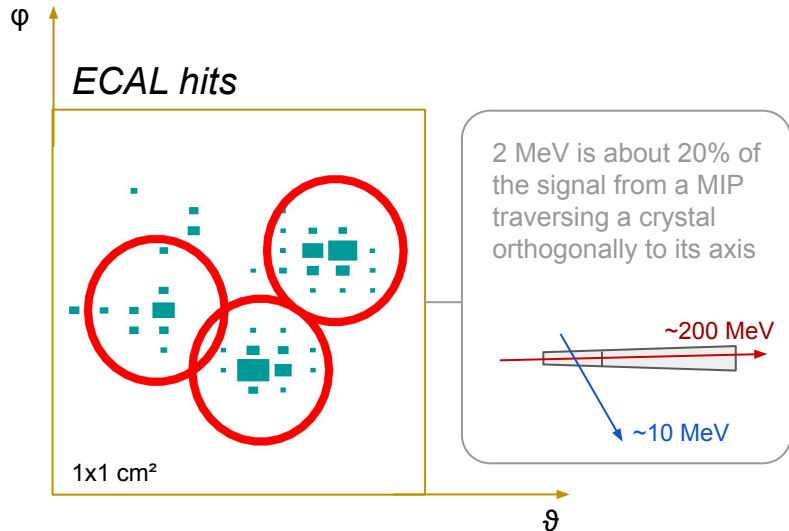 φ
ECAL hits
2 MeV is about 20% of
the signal from a MIP
traversing a crystal
orthogonally to its axis
~200 MeV
~10 MeV
1x1 cm²
ϑ